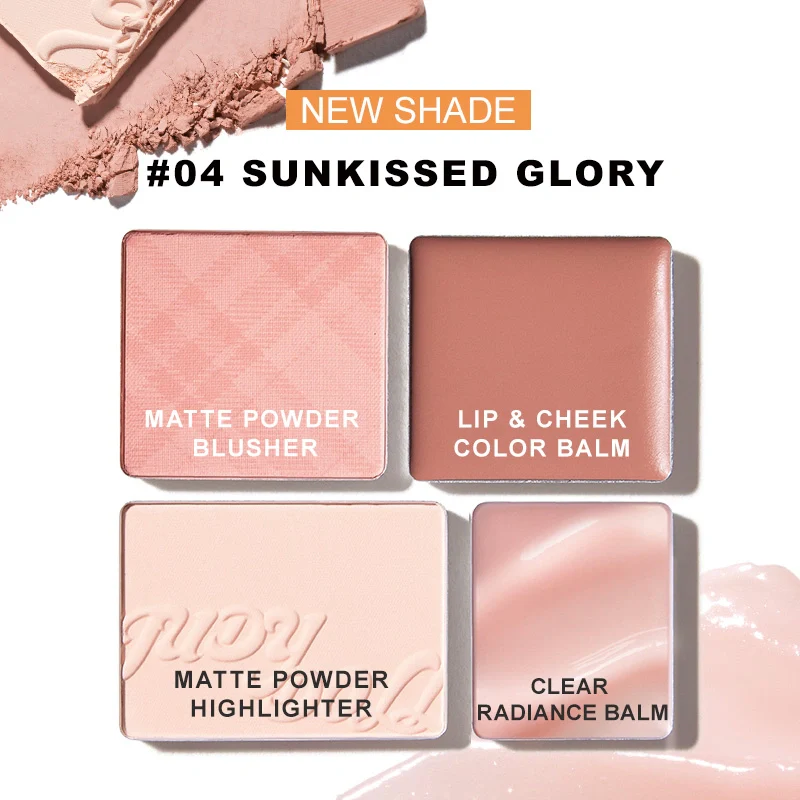 NEW SHADE
#04 SUNKISSED GLORY
MATTE POWDER
BLUSHER
LIP & CHEEK
COLOR BALM
MATTE POWDER
HIGHLIGHTER
CLEAR
RADIANCE BALM